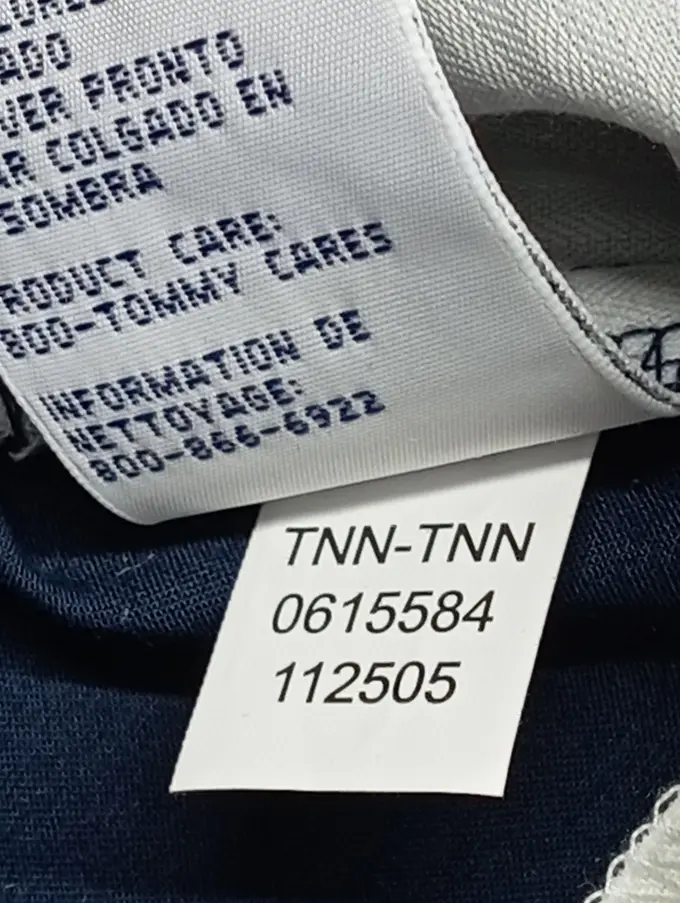 ADO
VER PRONTO
AR COLGADO EN
SOMBRA
RODUCT CARE:
800-TOMMY CARES
INFORMATION DE
NETTOYAGE:
800-866-6922
TNN-TNN
0615584
112505